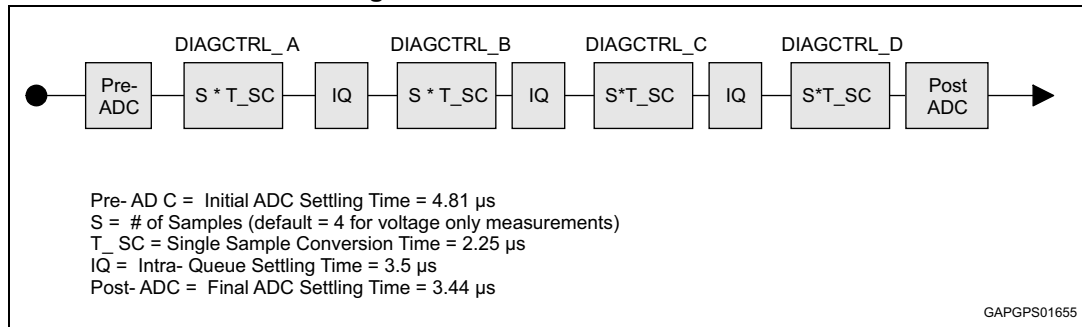 DIAGCTRL_ A DIAGCTRL_B DIAGCTRL_C DIAGCTRL_D
Pre-
ADC
S * T_SC
IQ
S * T_SC
IQ
S*T_SC
IQ
S*T_SC
Post
ADC
Pre- AD C = Initial ADC Settling Time = 4.81 µs
S = # of Samples (default = 4 for voltage only measurements)
T_ SC = Single Sample Conversion Time = 2.25 µs
IQ = Intra- Queue Settling Time = 3.5 µs
Post- ADC = Final ADC Settling Time = 3.44 µs
GAPGPS01655